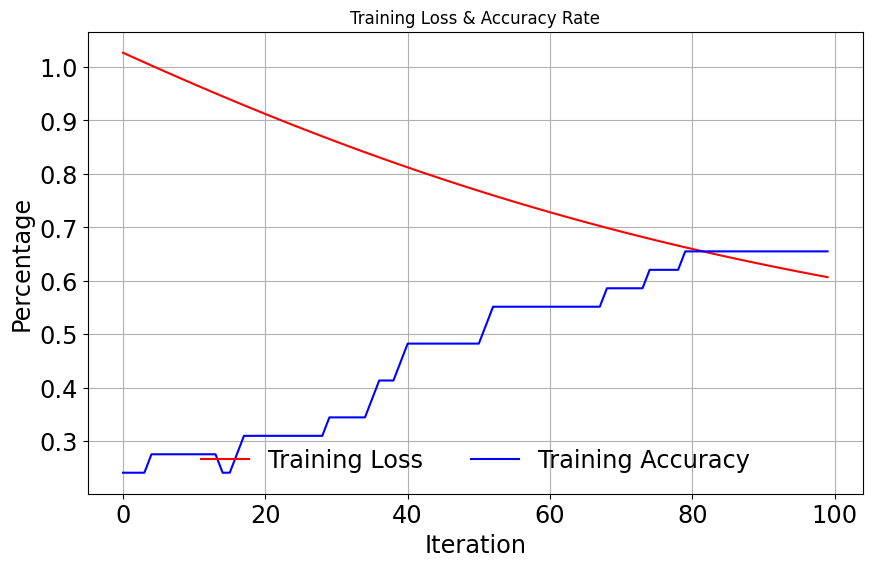 Training Loss & Accuracy Rate
1.0
0.9
0.8
0.7
0.6
0.5
0.4
0.3
Percentage
Training Loss Training Accuracy
0 20 40 60 80 100
Iteration